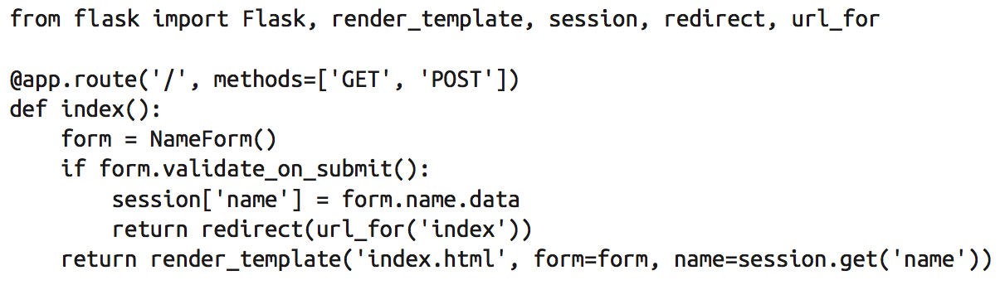 from flask import Flask, render_template, session, redirect, url_for
@app.route('/', methods=['GET', 'POST'])
def index():
    form = NameForm()
    if form.validate_on_submit():
        session['name'] = form.name.data
        return redirect(url_for('index'))
    return render_template('index.html', form=form, name=session.get('name'))